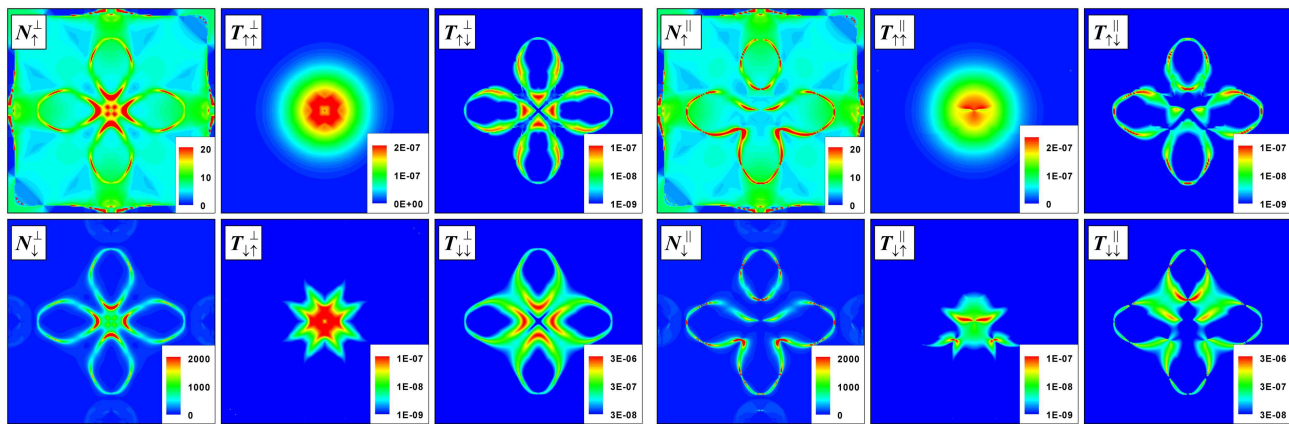 N↑⊥
20
10
0
T↑↑⊥
2E-07
1E-07
0E+00
T↑↓⊥
1E-07
1E-08
1E-09
N↑∥
20
10
0
T↑↑∥
2E-07
1E-07
0
T↑↓∥
1E-07
1E-08
1E-09
N↓⊥
2000
1000
0
T↓↑⊥
1E-07
1E-08
1E-09
T↓↓⊥
3E-06
3E-07
3E-08
N↓∥
2000
1000
0
T↓↑∥
1E-07
1E-08
1E-09
T↓↓∥
3E-06
3E-07
3E-08